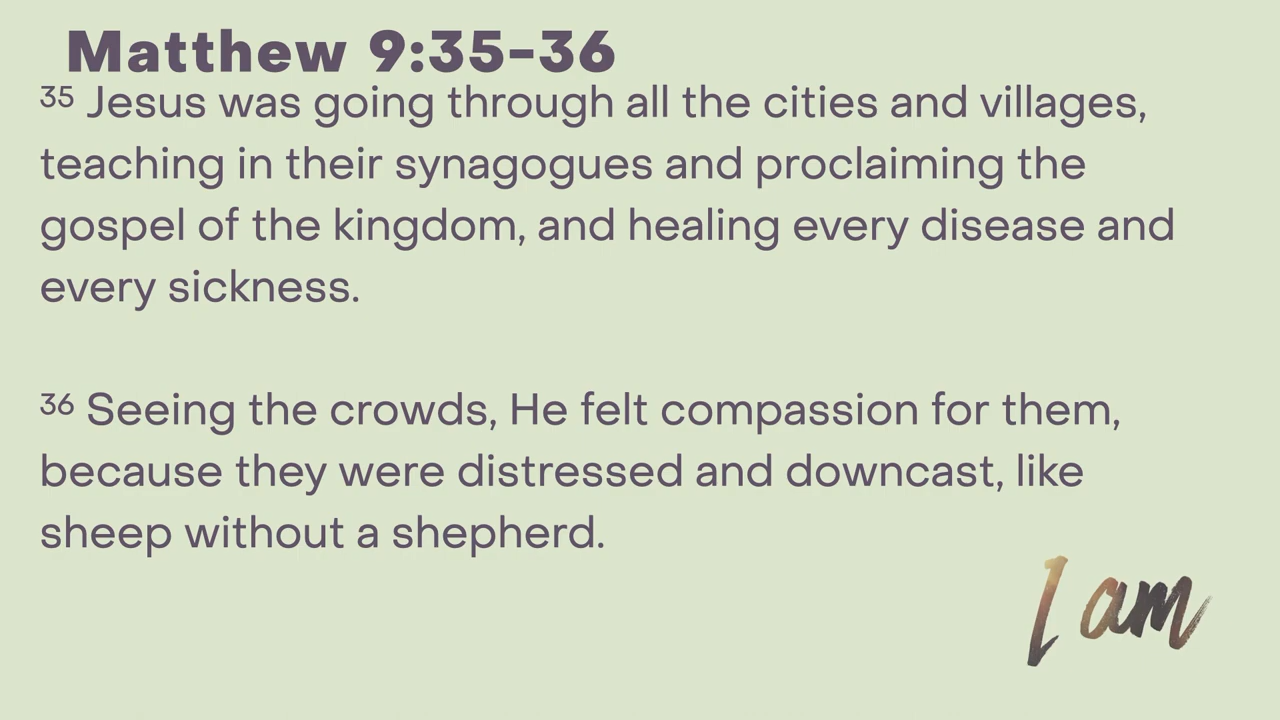 Matthew 9:35-36
35 Jesus was going through all the cities and villages,
teaching in their synagogues and proclaiming the
gospel of the kingdom, and healing every disease and
every sickness.
36 Seeing the crowds, He felt compassion for them,
because they were distressed and downcast, like
sheep without a shepherd.
I am